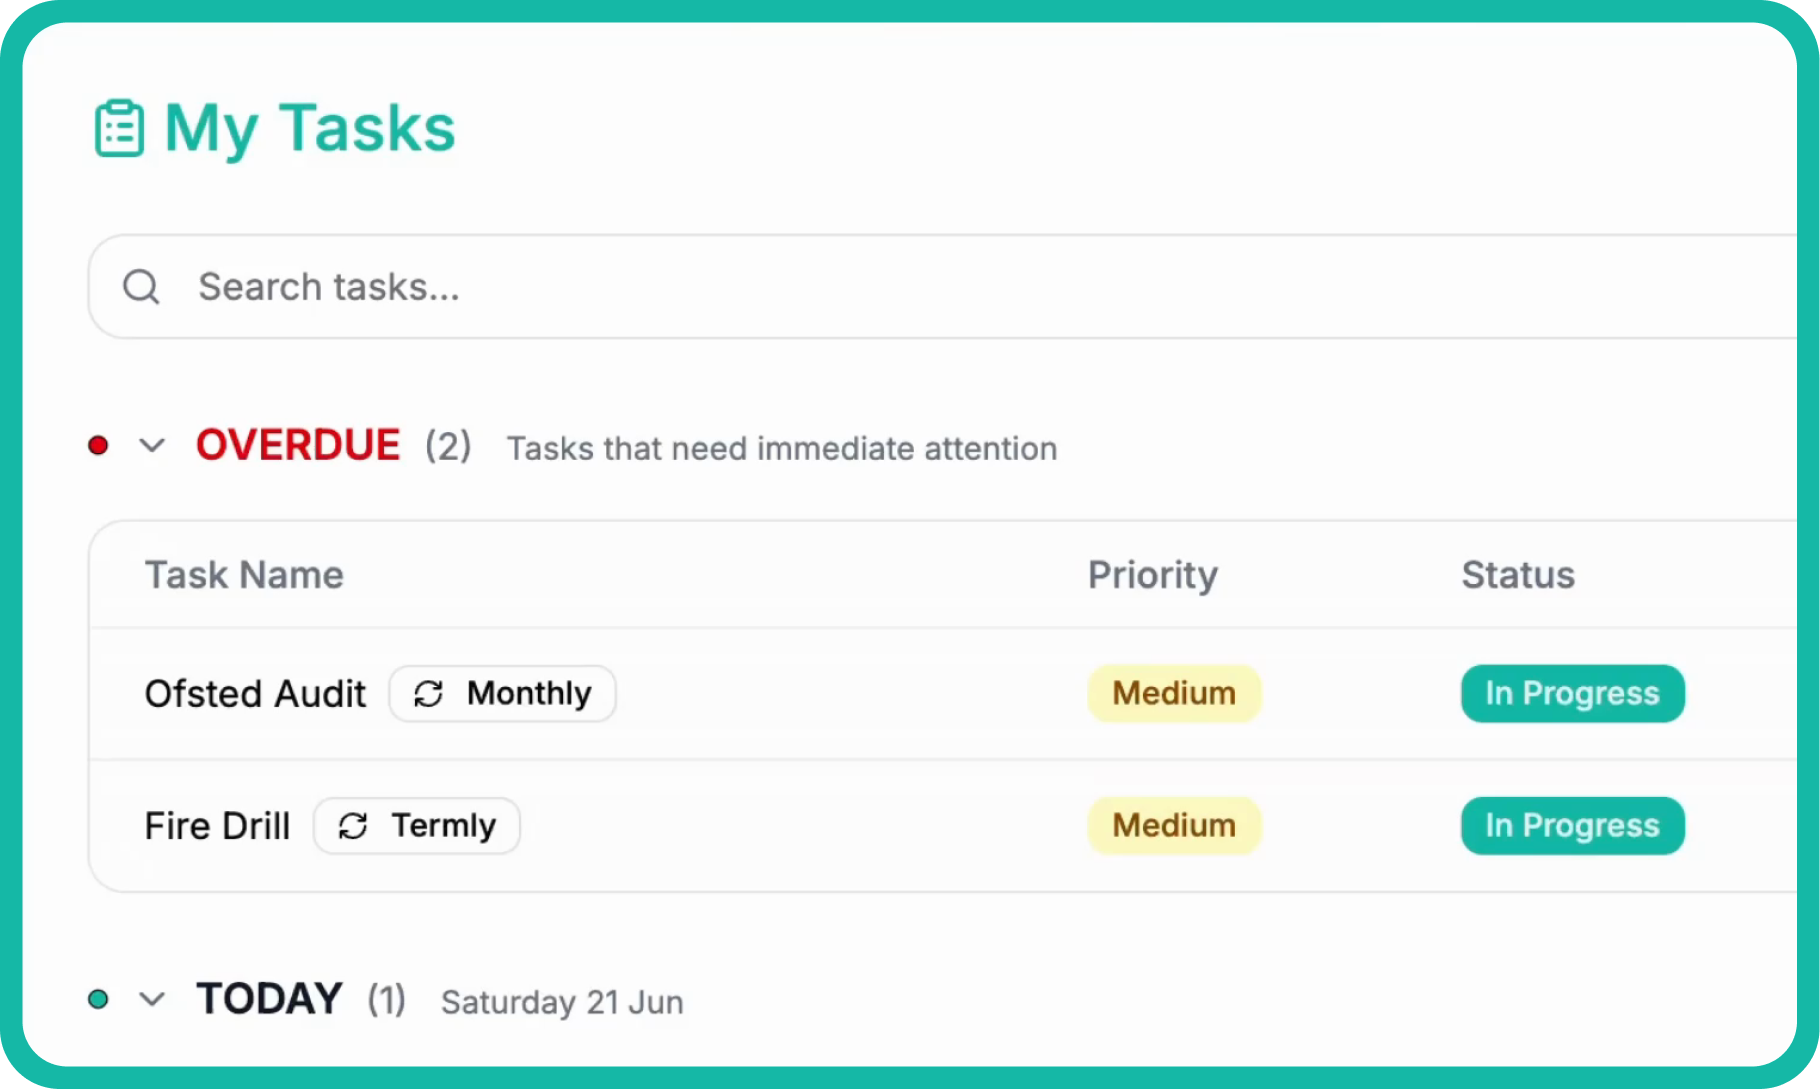 My Tasks
Search tasks...
OVERDUE (2) Tasks that need immediate attention
Task Name Priority Status
Ofsted Audit Monthly Medium In Progress
Fire Drill Termly Medium In Progress
TODAY (1) Saturday 21 Jun